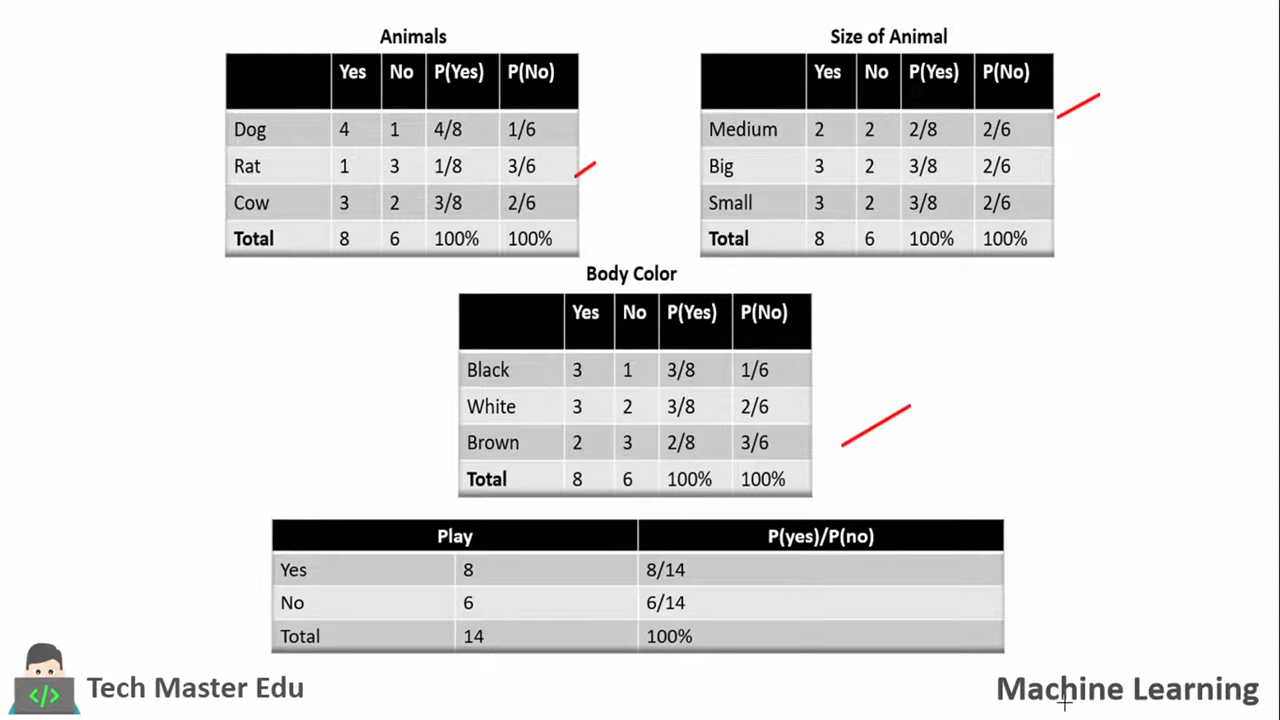 Animals
Yes No P(Yes) P(No)
Dog 4 1 4/8 1/6
Rat 1 3 1/8 3/6
Cow 3 2 3/8 2/6
Total 8 6 100% 100%
Size of Animal
Yes No P(Yes) P(No)
Medium 2 2 2/8 2/6
Big 3 2 3/8 2/6
Small 3 2 3/8 2/6
Total 8 6 100% 100%
Body Color
Yes No P(Yes) P(No)
Black 3 1 3/8 1/6
White 3 2 3/8 2/6
Brown 2 3 2/8 3/6
Total 8 6 100% 100%
Play P(yes)/P(no)
Yes 8 8/14
No 6 6/14
Total 14 100%
</>
Tech Master Edu
Machine Learning